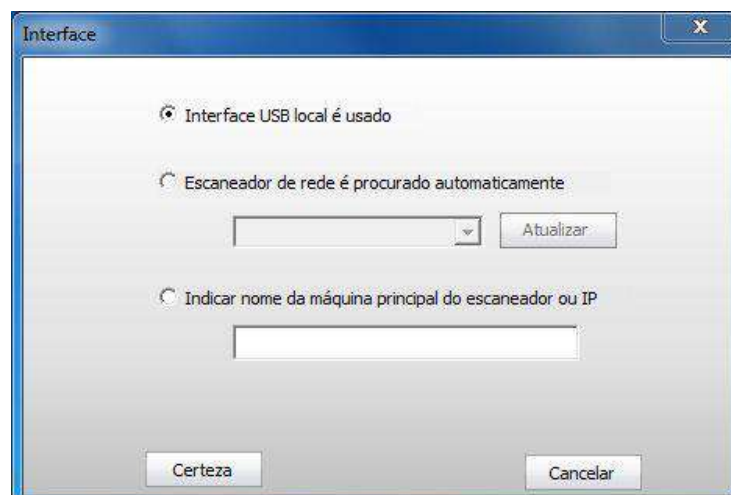 Interface
X
Interface USB local é usado
Escaneador de rede é procurado automaticamente
Atualizar
Indicar nome da máquina principal do escaneador ou IP
Certeza
Cancelar